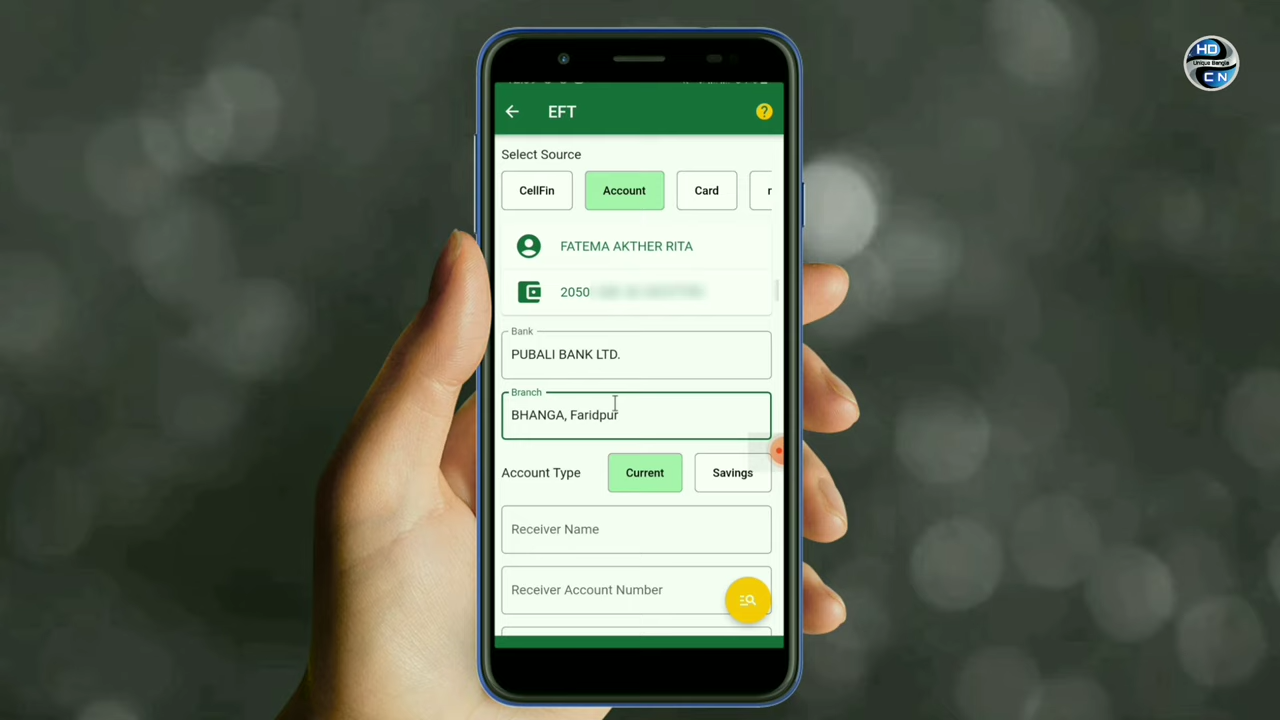 HD
Unique Bangla
CN
EFT
?
Select Source
CellFin
Account
Card
FATEMA AKTHER RITA
2050
Bank
PUBALI BANK LTD.
Branch
BHANGA, Faridpur
Account Type
Current
Savings
Receiver Name
Receiver Account Number